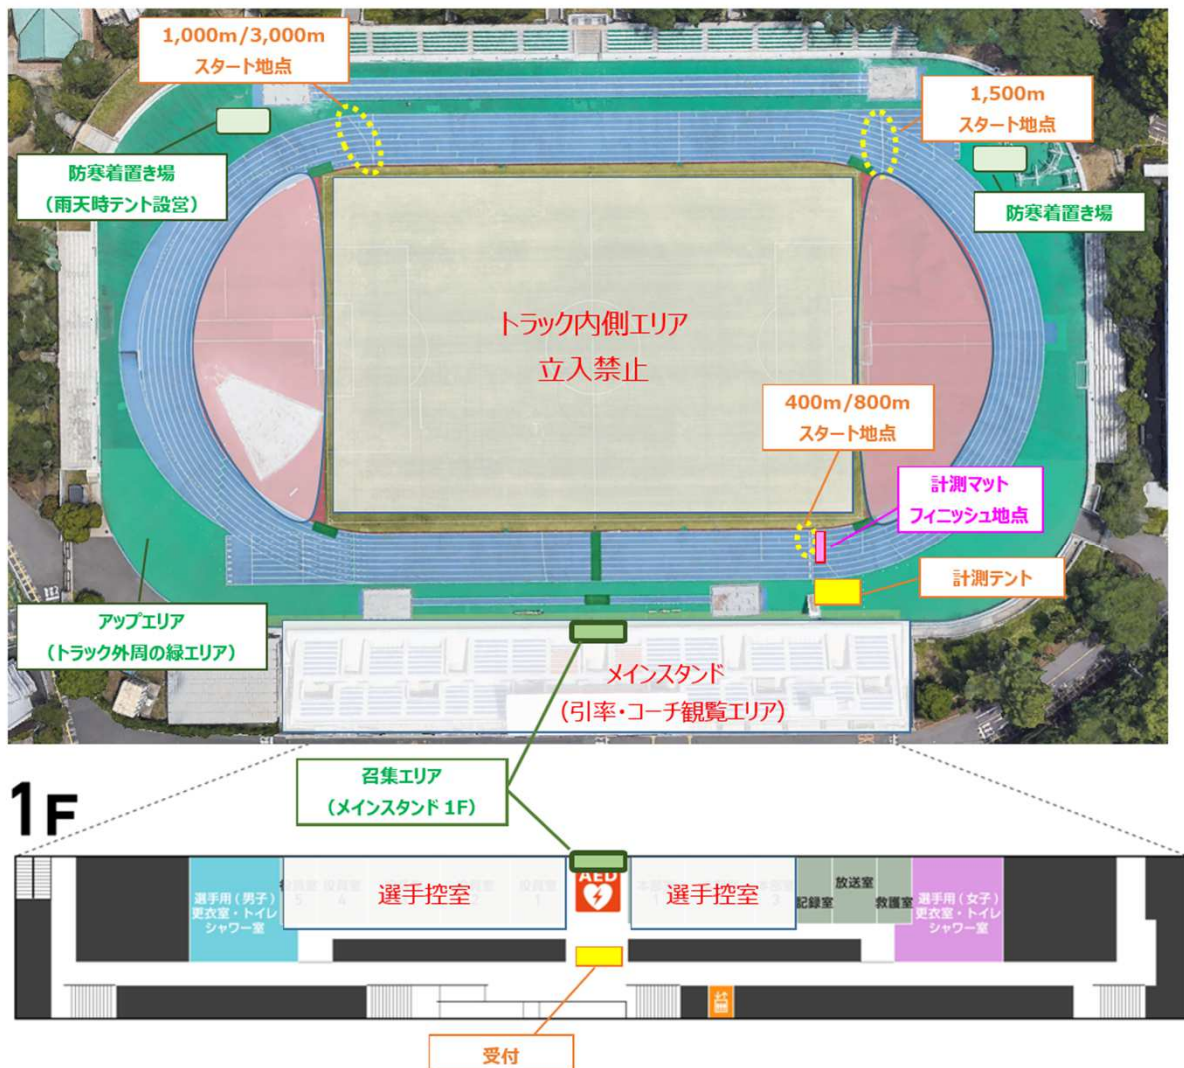 1,000m/3,000m
スタート地点
1,500m
スタート地点
防寒着置き場
（雨天時テント設営）
防寒着置き場
トラック内側エリア
立入禁止
400m/800m
スタート地点
計測マット
フィニッシュ地点
計測テント
アップエリア
（トラック外周の緑エリア）
メインスタンド
(引率・コーチ観覧エリア)
召集エリア
（メインスタンド 1F）
1F
選手用(男子)
更衣室・トイレ
シャワー室
選手控室
AED
選手控室
記録室
放送室
救護室
選手用(女子)
更衣室・トイレ
シャワー室
受付